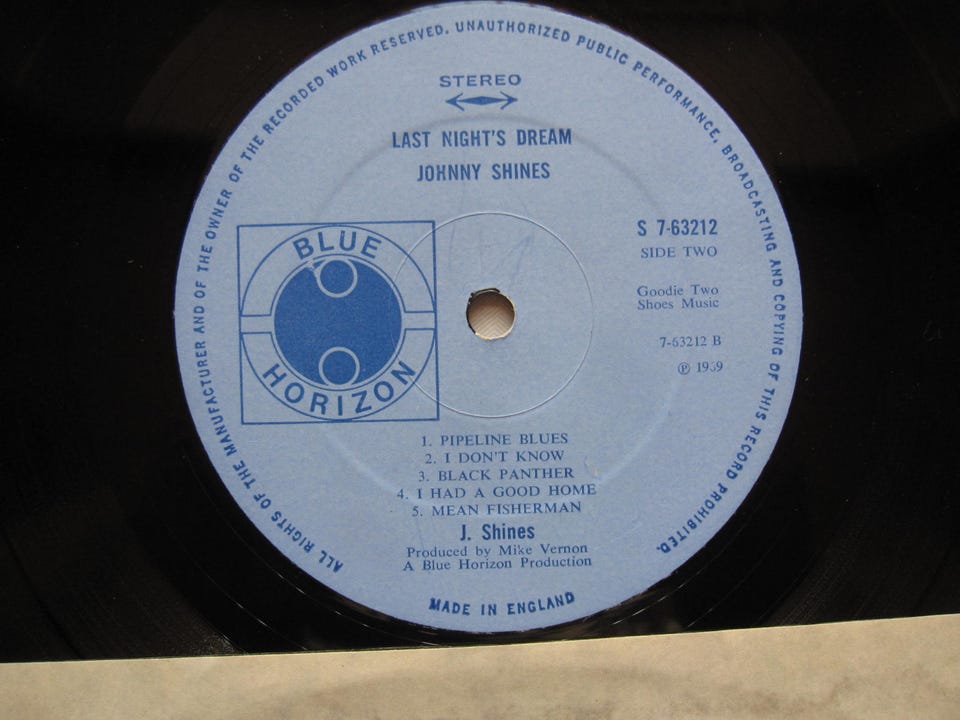 ALL RIGHTS OF THE MANUFACTURER AND OF THE OWNER OF THE RECORDED WORK RESERVED. UNAUTHORIZED PUBLIC PERFORMANCE, BROADCASTING AND COPYING OF THIS RECORD PROHIBITED.
STEREO
LAST NIGHT'S DREAM
JOHNNY SHINES
BLUE
HORIZON
S 7-63212
SIDE TWO
Goodie Two
Shoes Music
7-63212 B
℗ 1969
1. PIPELINE BLUES
2. I DON'T KNOW
3. BLACK PANTHER
4. I HAD A GOOD HOME
5. MEAN FISHERMAN
J. Shines
Produced by Mike Vernon
A Blue Horizon Production
MADE IN ENGLAND